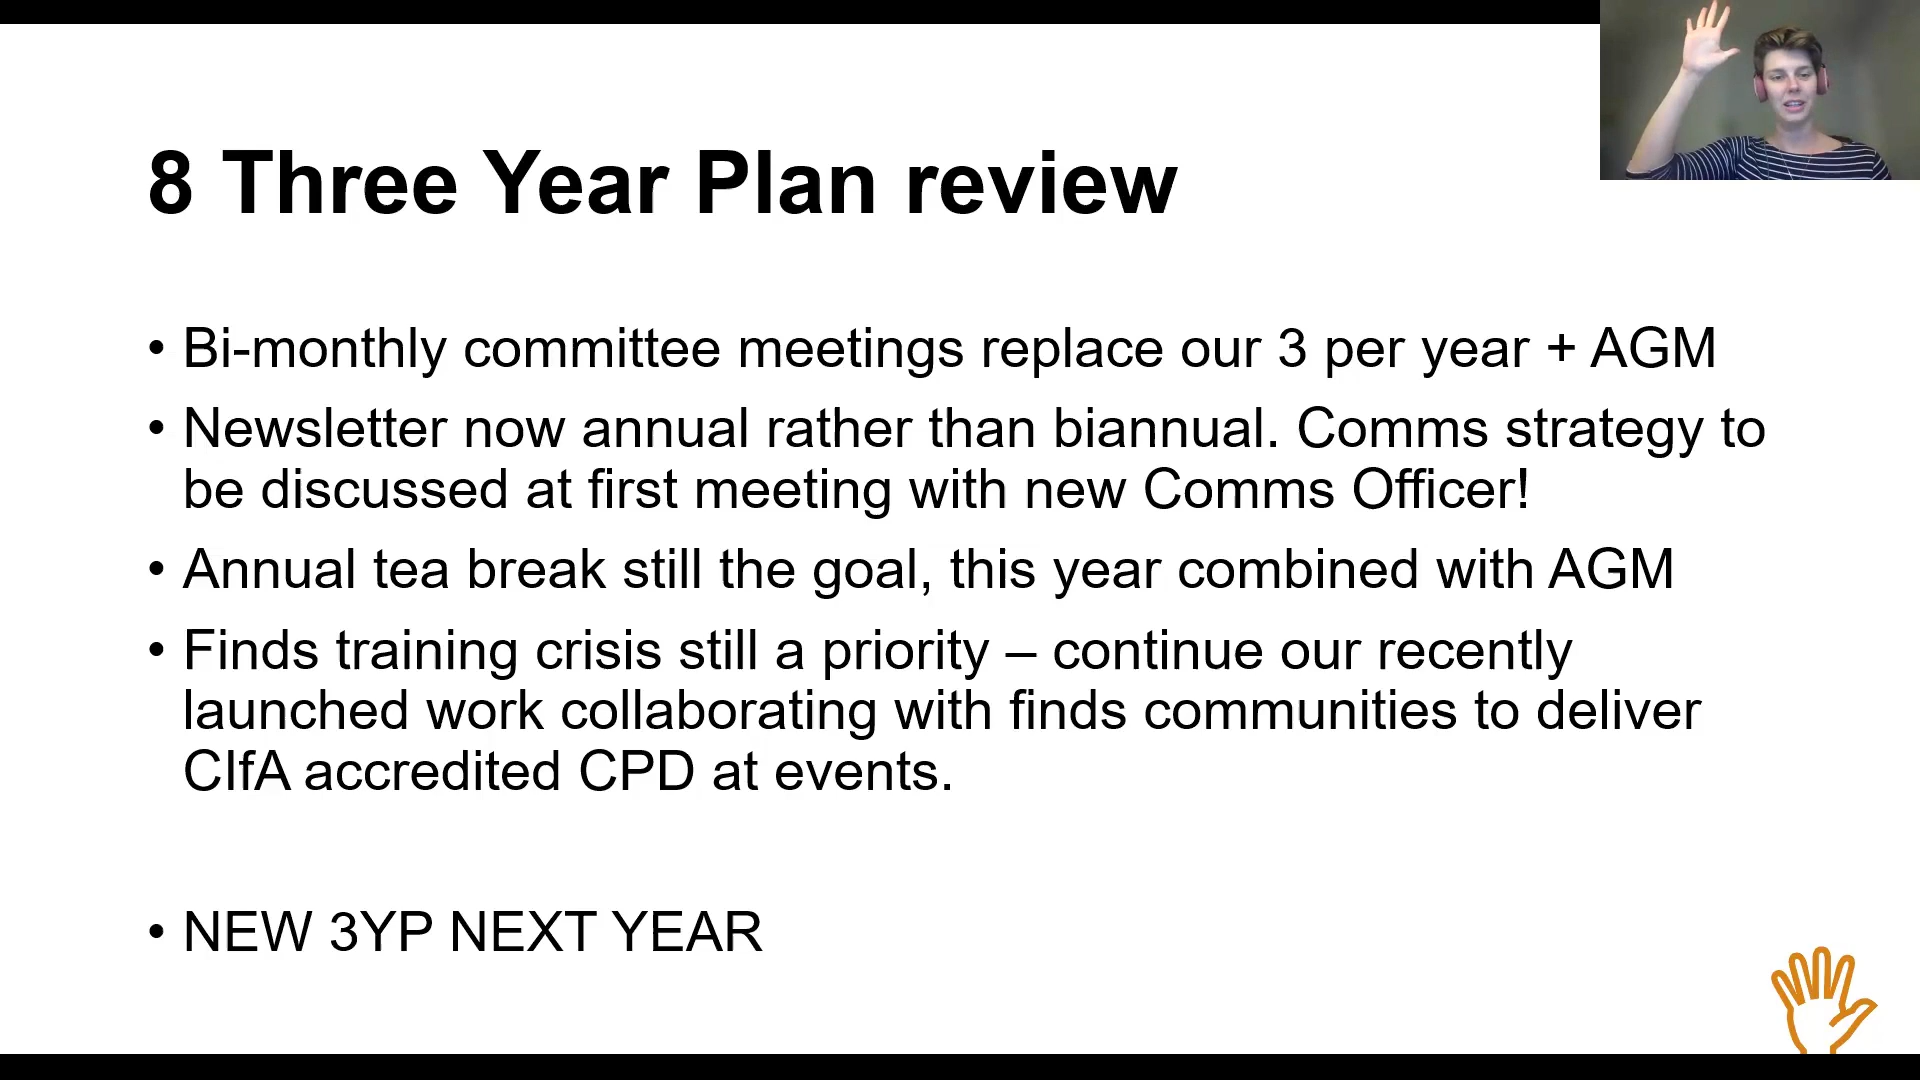 8 Three Year Plan review
• Bi-monthly committee meetings replace our 3 per year + AGM
• Newsletter now annual rather than biannual. Comms strategy to
be discussed at first meeting with new Comms Officer!
• Annual tea break still the goal, this year combined with AGM
• Finds training crisis still a priority – continue our recently
launched work collaborating with finds communities to deliver
CIfA accredited CPD at events.
• NEW 3YP NEXT YEAR